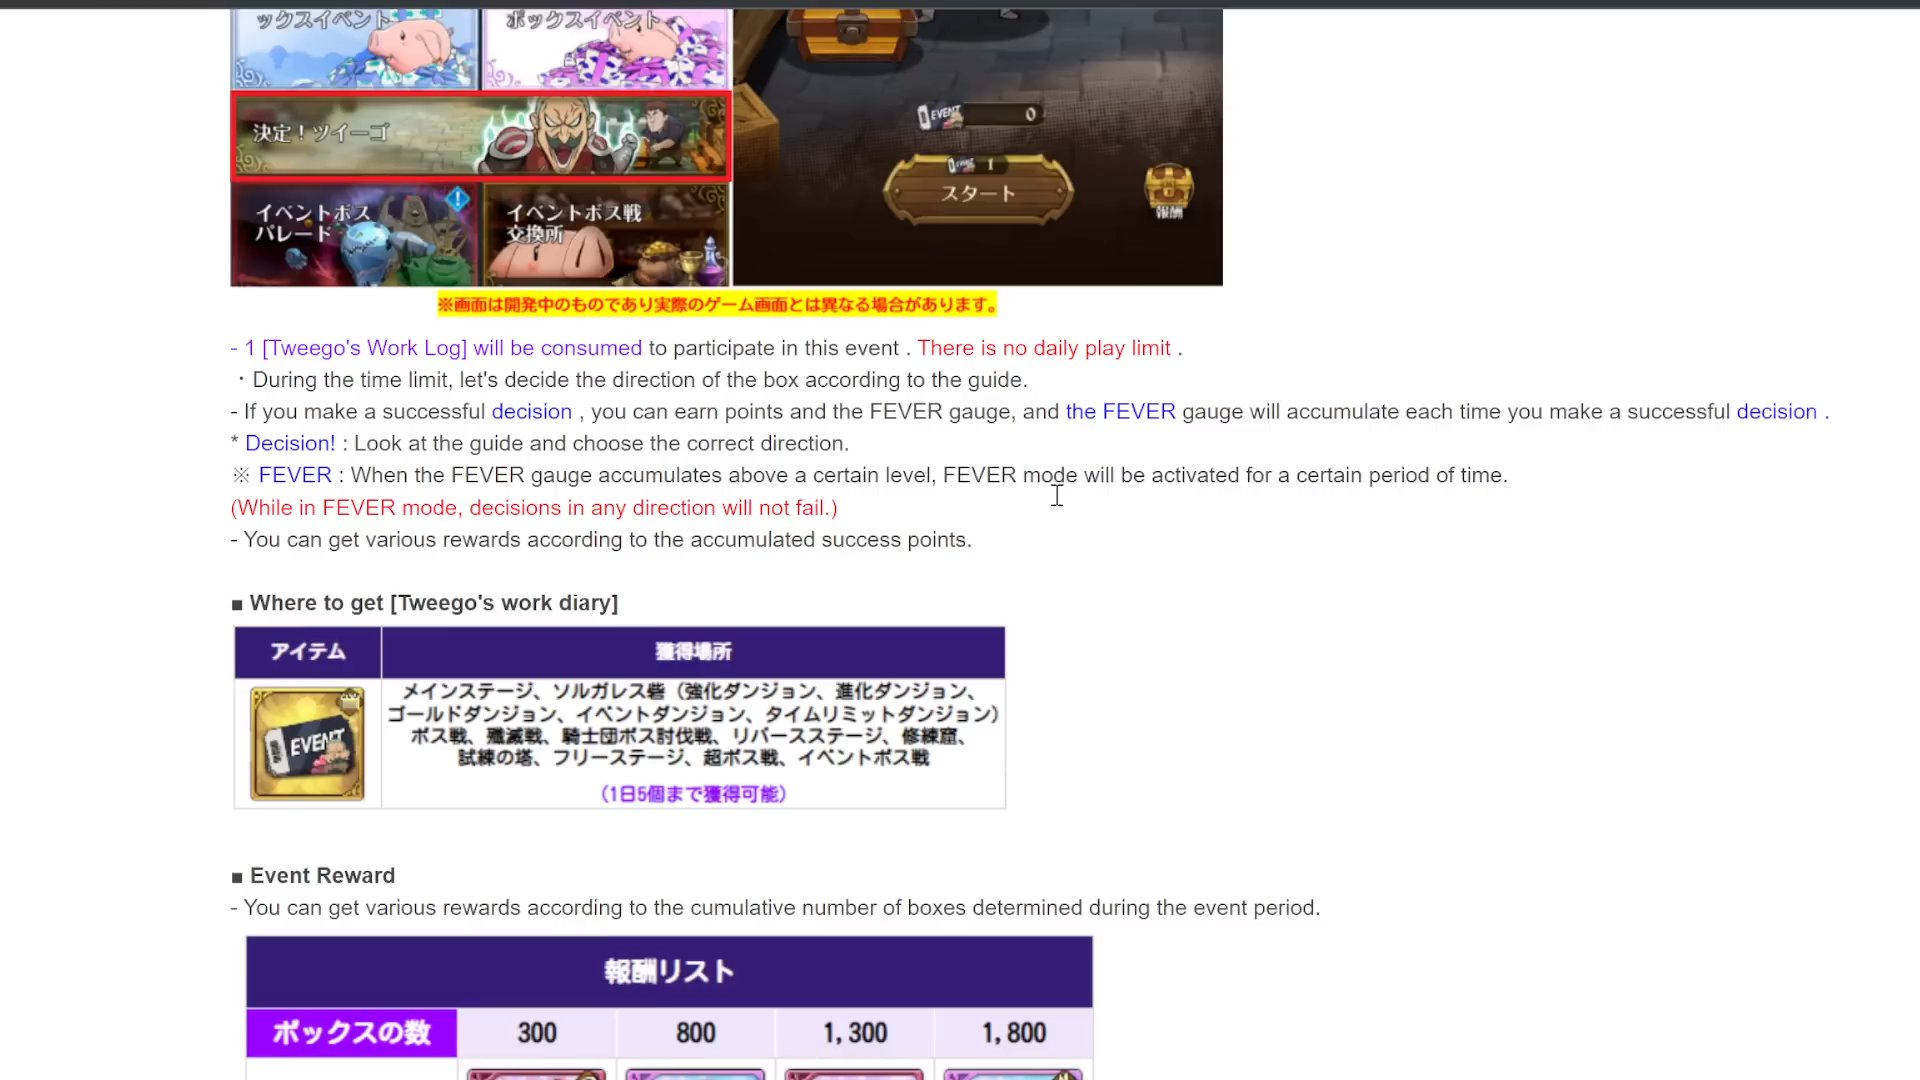 ックスイベント
ボックスイベント
決定！ツイーゴ
イベントボス
パレード
イベントボス戦
交換所
EVENT 0
EVENT 1
スタート
報酬
※画面は開発中のものであり実際のゲーム画面とは異なる場合があります。
- 1 [Tweego's Work Log] will be consumed to participate in this event . There is no daily play limit .
・During the time limit, let's decide the direction of the box according to the guide.
- If you make a successful decision , you can earn points and the FEVER gauge, and the FEVER gauge will accumulate each time you make a successful decision .
* Decision! : Look at the guide and choose the correct direction.
※ FEVER : When the FEVER gauge accumulates above a certain level, FEVER mode will be activated for a certain period of time.
(While in FEVER mode, decisions in any direction will not fail.)
- You can get various rewards according to the accumulated success points.
■ Where to get [Tweego's work diary]
アイテム 獲得場所
EVENT
メインステージ、ソルガレス砦（強化ダンジョン、進化ダンジョン、
ゴールドダンジョン、イベントダンジョン、タイムリミットダンジョン）
ボス戦、殲滅戦、騎士団ボス討伐戦、リバースステージ、修練窟、
試練の塔、フリーステージ、超ボス戦、イベントボス戦
（1日5個まで獲得可能）
■ Event Reward
- You can get various rewards according to the cumulative number of boxes determined during the event period.
報酬リスト
ボックスの数 300 800 1,300 1,800